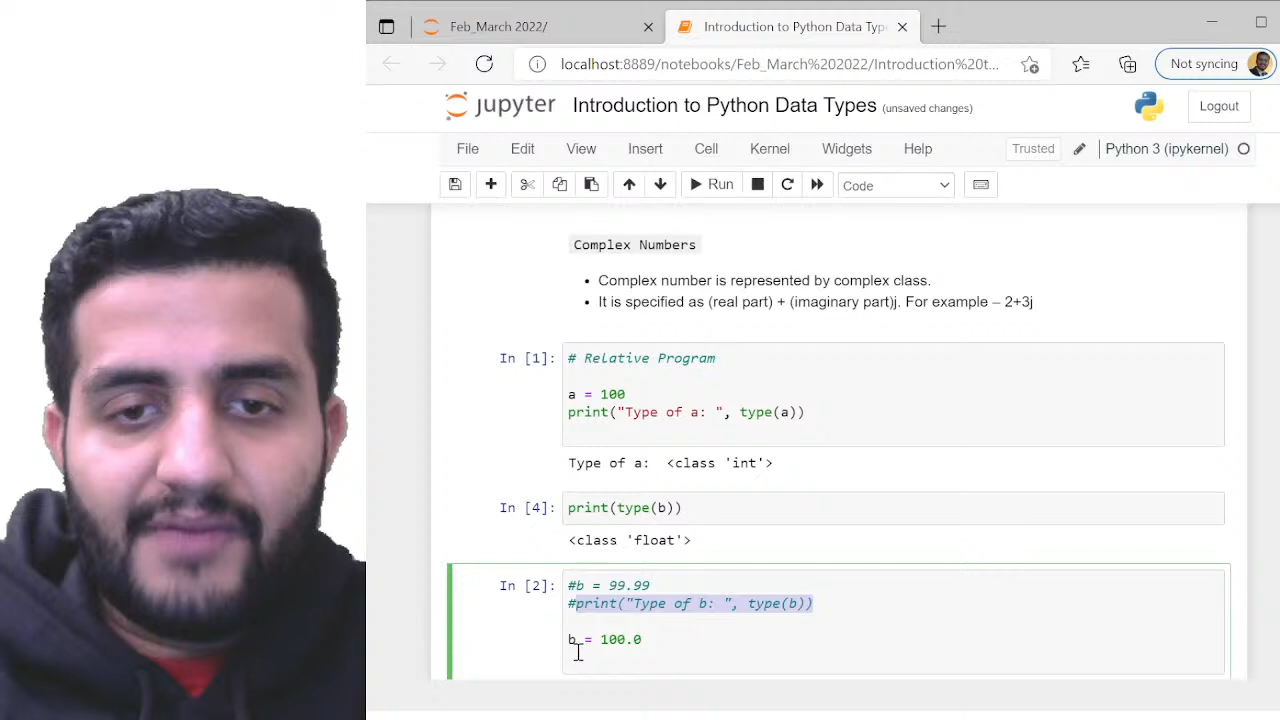 Feb_March 2022/
Introduction to Python Data Type
localhost:8889/notebooks/Feb_March%202022/Introduction%20t...
Not syncing
jupyter Introduction to Python Data Types (unsaved changes)
Logout
File Edit View Insert Cell Kernel Widgets Help
Trusted
Python 3 (ipykernel)
Run
Code
Complex Numbers
• Complex number is represented by complex class.
• It is specified as (real part) + (imaginary part)j. For example – 2+3j
In [1]: # Relative Program
a = 100
print("Type of a: ", type(a))
Type of a:  <class 'int'>
In [4]: print(type(b))
<class 'float'>
In [2]: #b = 99.99
#print("Type of b: ", type(b))
b = 100.0